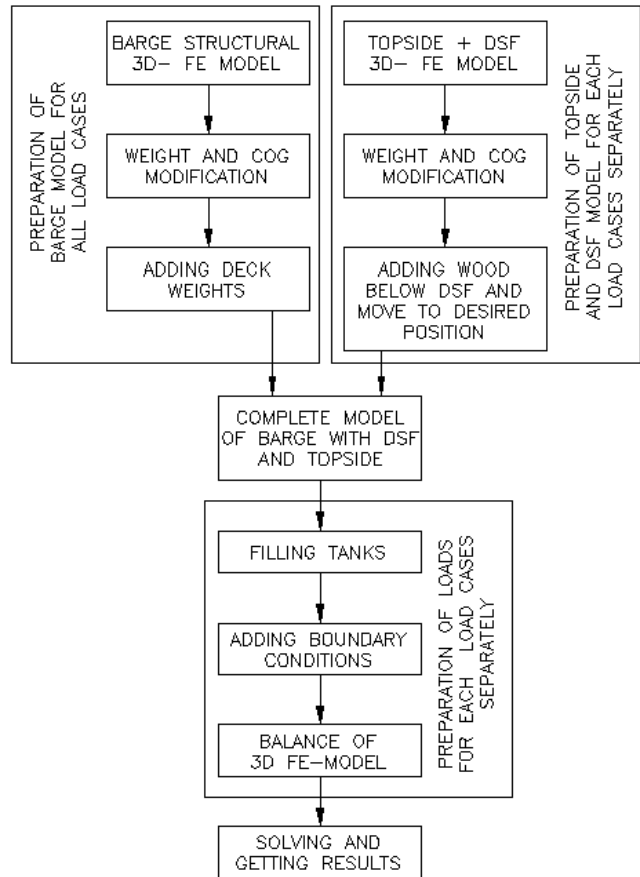 PREPARATION OF
BARGE MODEL FOR
ALL LOAD CASES
BARGE STRUCTURAL
3D- FE MODEL
WEIGHT AND COG
MODIFICATION
ADDING DECK
WEIGHTS
TOPSIDE + DSF
3D- FE MODEL
WEIGHT AND COG
MODIFICATION
ADDING WOOD
BELOW DSF AND
MOVE TO DESIRED
POSITION
PREPARATION OF TOPSIDE
AND DSF MODEL FOR EACH
LOAD CASES SEPARATELY
COMPLETE MODEL
OF BARGE WITH DSF
AND TOPSIDE
FILLING TANKS
ADDING BOUNDARY
CONDITIONS
BALANCE OF
3D FE-MODEL
PREPARATION OF LOADS
FOR EACH LOAD CASES
SEPARATELY
SOLVING AND
GETTING RESULTS